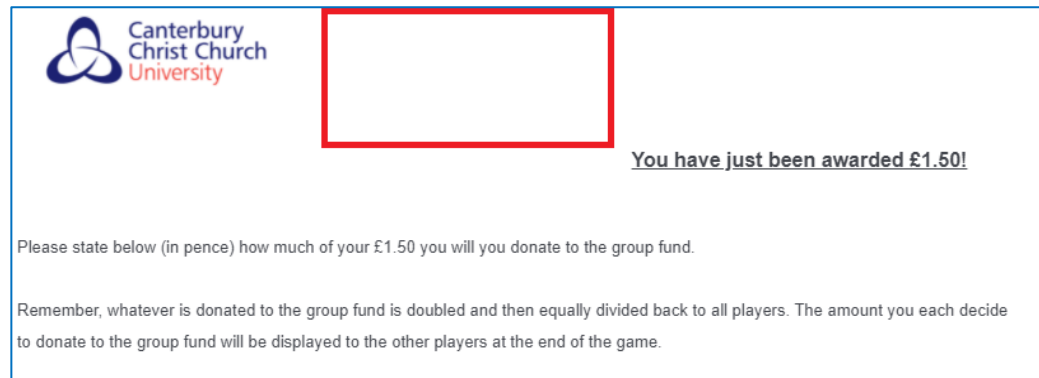 Canterbury
Christ Church
University
You have just been awarded £1.50!
Please state below (in pence) how much of your £1.50 you will you donate to the group fund.
Remember, whatever is donated to the group fund is doubled and then equally divided back to all players. The amount you each decide
to donate to the group fund will be displayed to the other players at the end of the game.